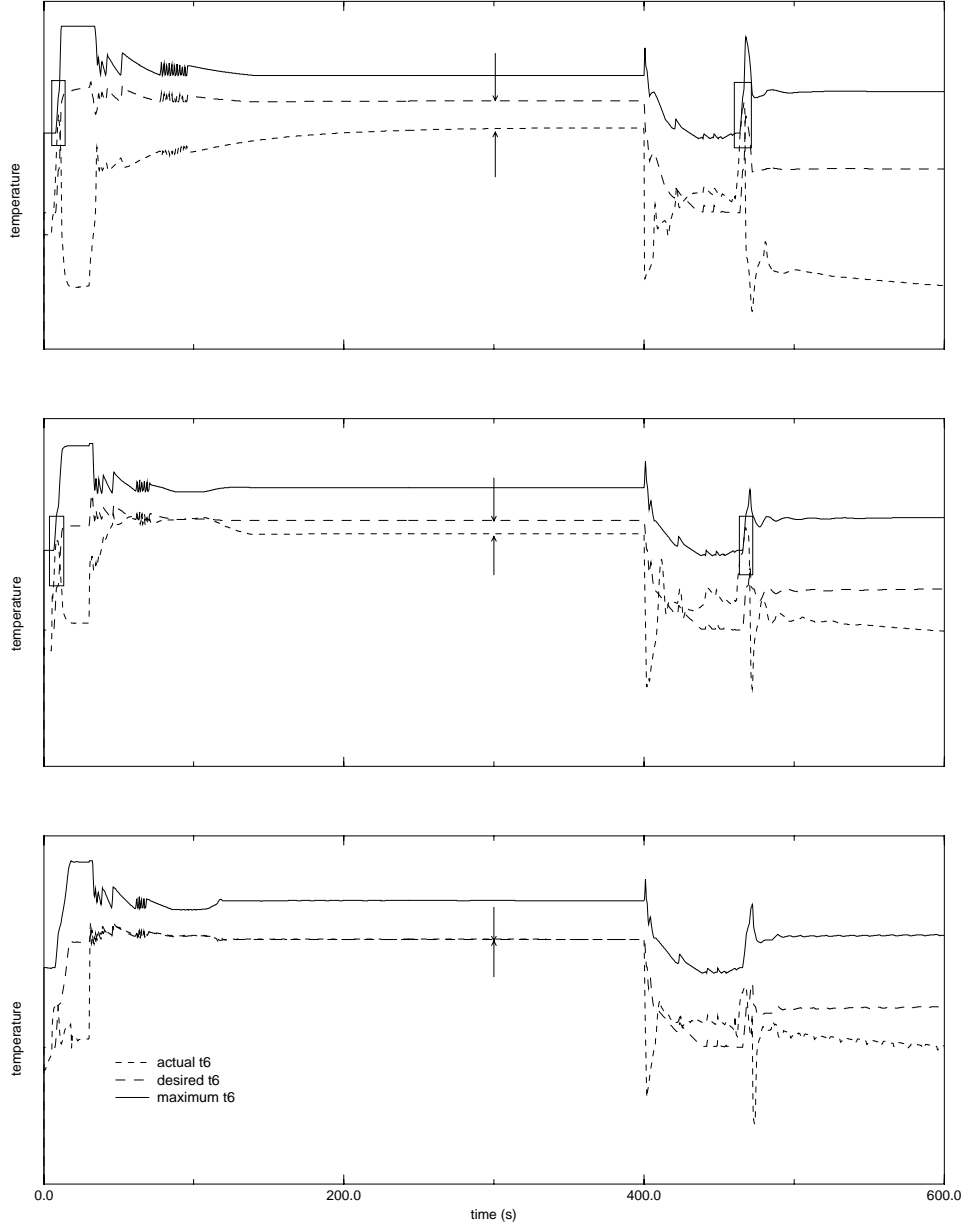 temperature
temperature
temperature
actual t6
desired t6
maximum t6
0.0 200.0 400.0 600.0
time (s)